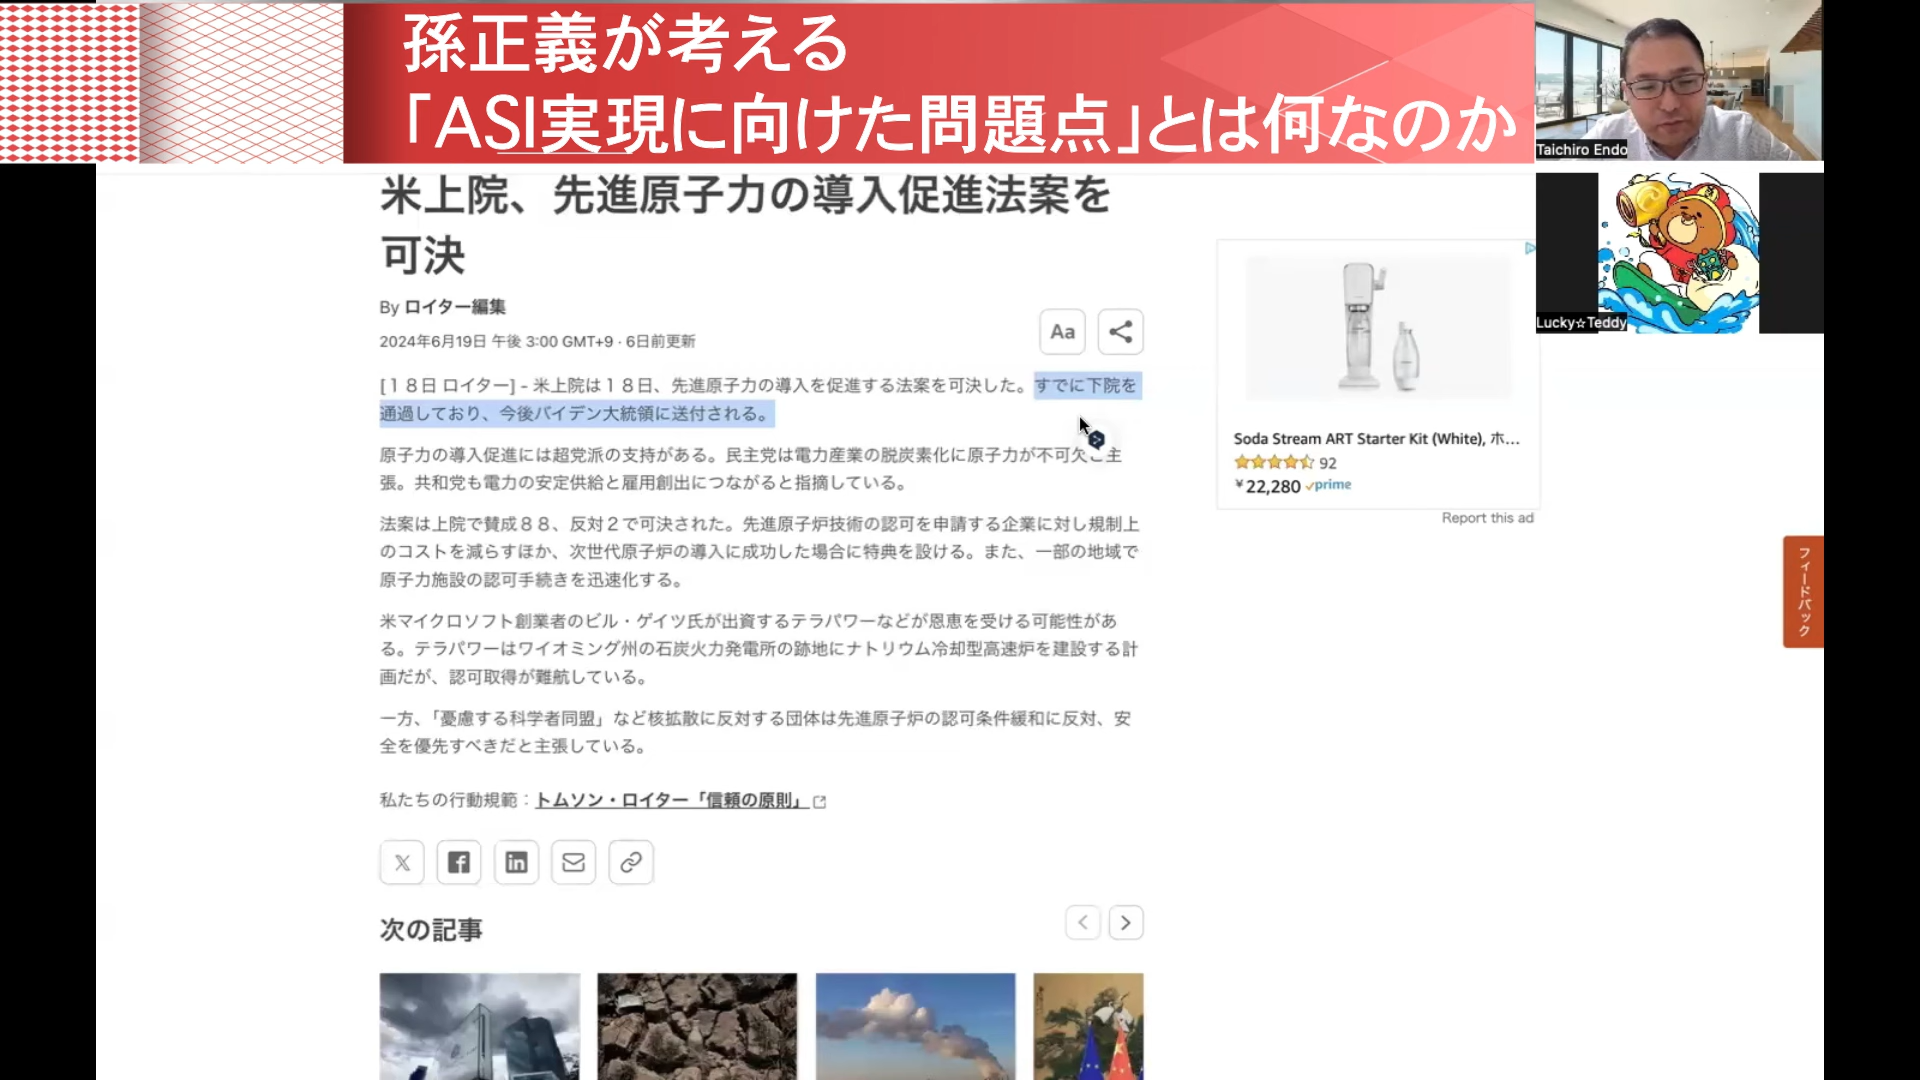 孫正義が考える
「ASI実現に向けた問題点」とは何なのか
Taichiro Endo
Lucky☆Teddy
米上院、先進原子力の導入促進法案を
可決
By ロイター編集
2024年6月19日 午後 3:00 GMT+9 · 6日前更新
Aa
[１８日 ロイター] - 米上院は１８日、先進原子力の導入を促進する法案を可決した。すでに下院を
通過しており、今後バイデン大統領に送付される。
原子力の導入促進には超党派の支持がある。民主党は電力産業の脱炭素化に原子力が不可欠と主
張。共和党も電力の安定供給と雇用創出につながると指摘している。
法案は上院で賛成８８、反対２で可決された。先進原子炉技術の認可を申請する企業に対し規制上
のコストを減らすほか、次世代原子炉の導入に成功した場合に特典を設ける。また、一部の地域で
原子力施設の認可手続きを迅速化する。
米マイクロソフト創業者のビル・ゲイツ氏が出資するテラパワーなどが恩恵を受ける可能性があ
る。テラパワーはワイオミング州の石炭火力発電所の跡地にナトリウム冷却型高速炉を建設する計
画だが、認可取得が難航している。
一方、「憂慮する科学者同盟」など核拡散に反対する団体は先進原子炉の認可条件緩和に反対、安
全を優先すべきだと主張している。
私たちの行動規範：トムソン・ロイター「信頼の原則」
次の記事
Soda Stream ART Starter Kit (White), ホ...
92
¥22,280 prime
Report this ad
フィードバック